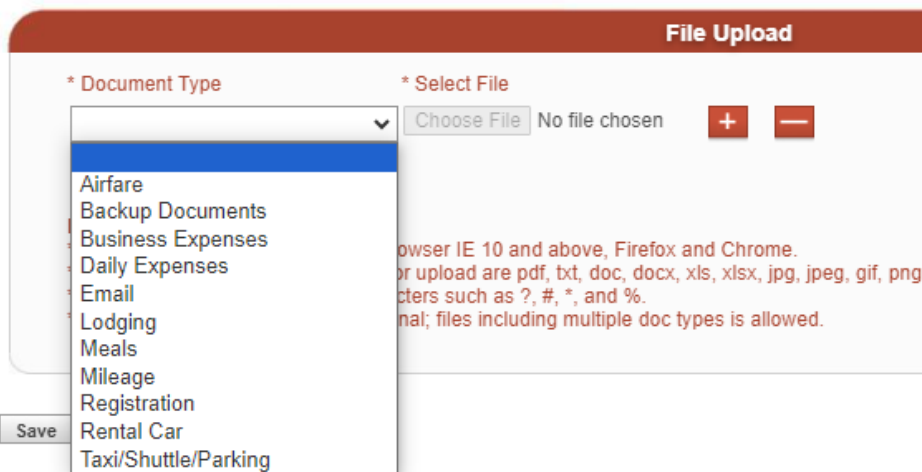 File Upload
* Document Type
* Select File
Choose File No file chosen + —
Airfare
Backup Documents
Business Expenses
Daily Expenses
Email
Lodging
Meals
Mileage
Registration
Rental Car
Taxi/Shuttle/Parking
owser IE 10 and above, Firefox and Chrome.
or upload are pdf, txt, doc, docx, xls, xlsx, jpg, jpeg, gif, png
cters such as ?, #, *, and %.
nal; files including multiple doc types is allowed.
Save